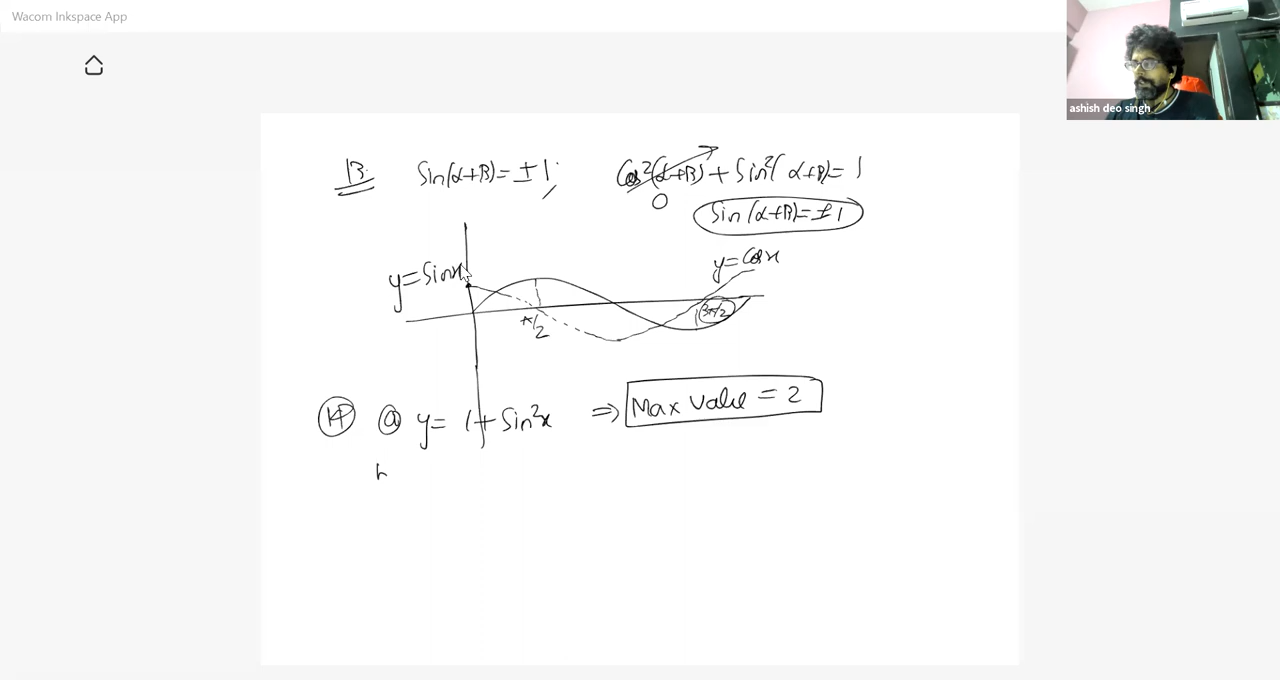 Wacom Inkspace App
ashish deo singh
13. Sin(α+β)=±1; Cos²(α+β)+Sin²(α+β)=1
0
Sin(α+β)=±1
y=Cosx
y=Sinx
3π/2
π/2
14 a y= 1+Sin²x ⇒ Max Value = 2